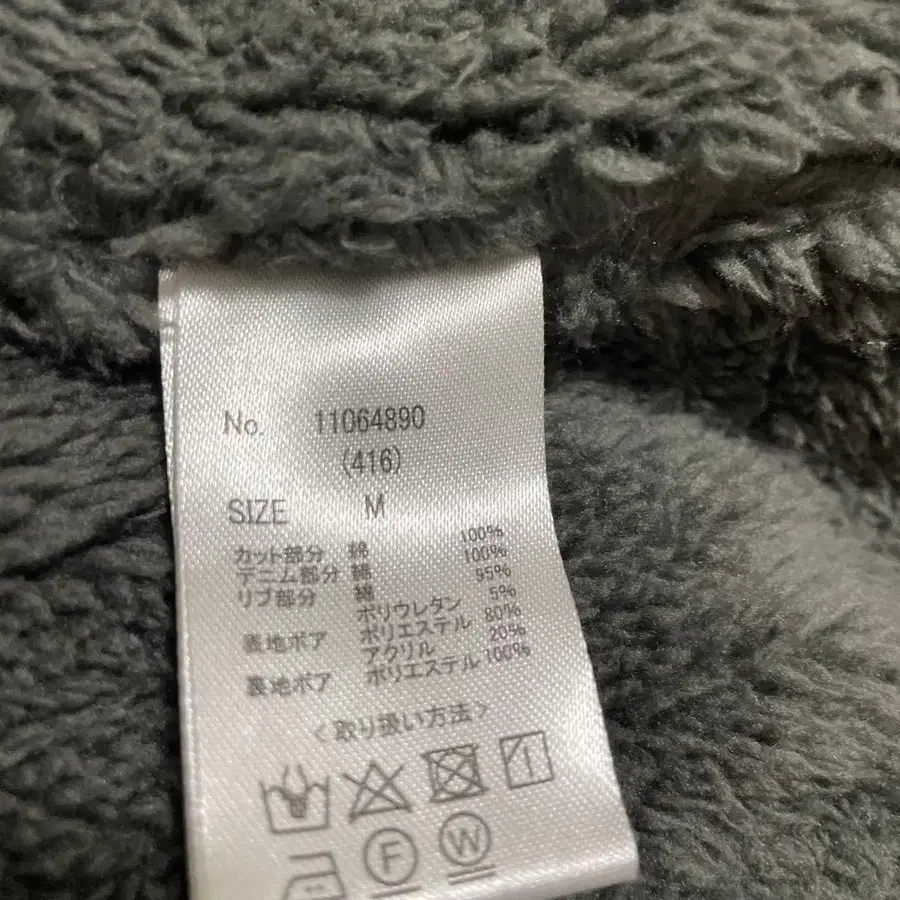 No. 11064890
(416)
SIZE M
カット部分 綿 100%
デニム部分 綿 100%
リブ部分 綿 95%
ポリウレタン 5%
表地ボア ポリエステル 80%
アクリル 20%
裏地ボア ポリエステル 100%
<取り扱い方法>
F W